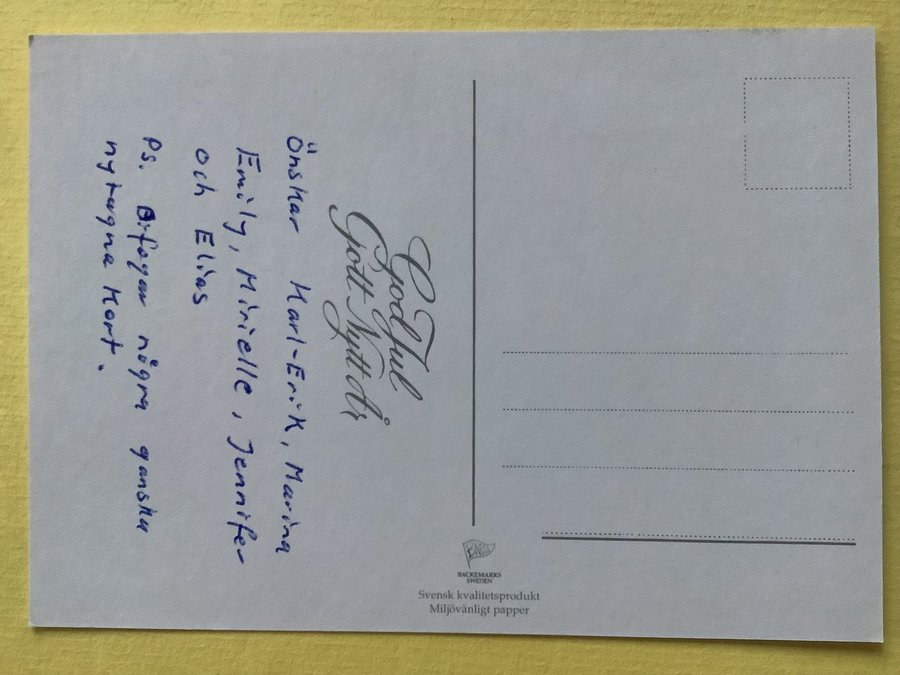 God Jul
Gott Nytt År
Önskar Karl-Erik, Marina
Emily, Mirielle, Jennifer
och Elias
Ps. Bifogar några ganska
nytagna kort.
BACKEMARKS
SWEDEN
Svensk kvalitetsprodukt
Miljövänligt papper